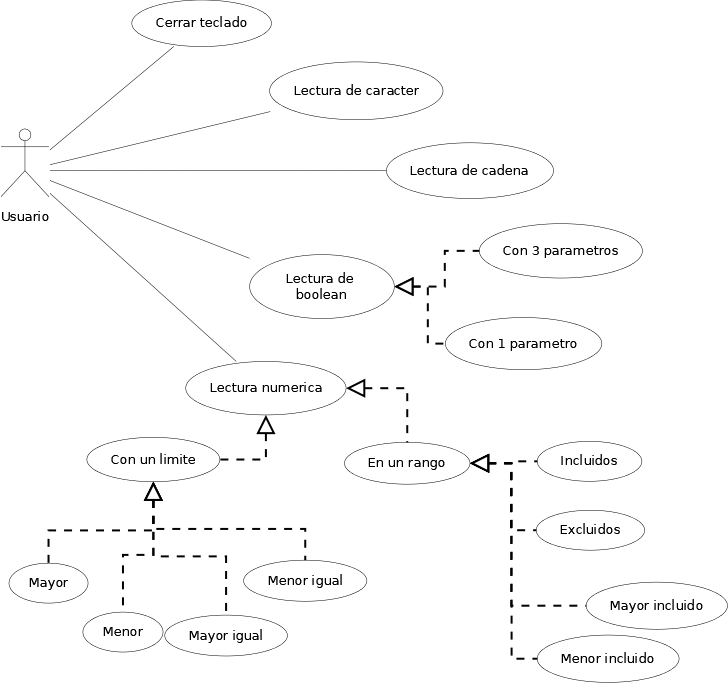 Cerrar teclado
Lectura de caracter
Lectura de cadena
Usuario
Con 3 parametros
Lectura de
boolean
Con 1 parametro
Lectura numerica
Con un limite
En un rango
Incluidos
Excluidos
Mayor
Menor igual
Mayor incluido
Menor
Mayor igual
Menor incluido